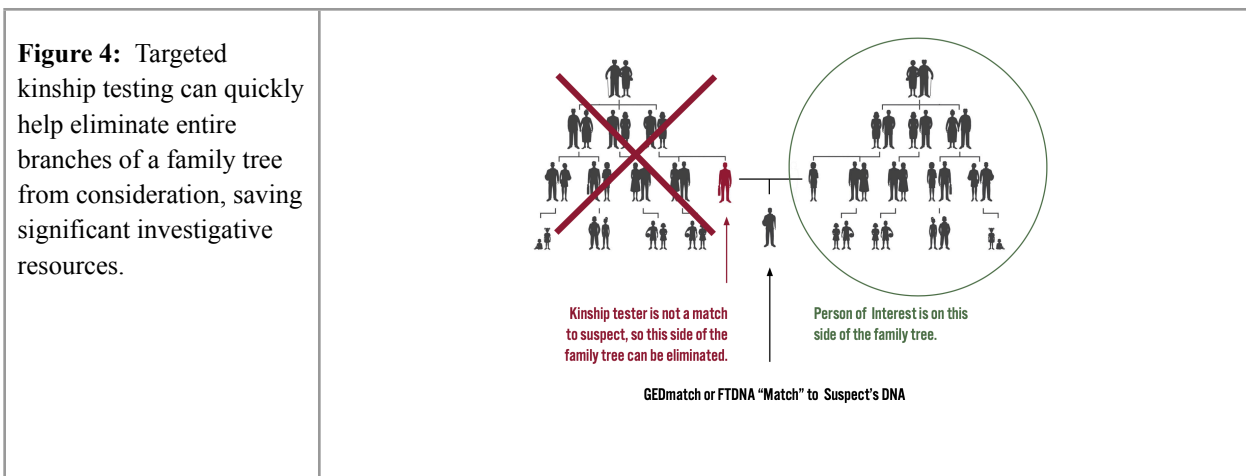 Figure 4: Targeted
kinship testing can quickly
help eliminate entire
branches of a family tree
from consideration, saving
significant investigative
resources.
Kinship tester is not a match
to suspect, so this side of the
family tree can be eliminated.
Person of Interest is on this
side of the family tree.
GEDmatch or FTDNA “Match” to Suspect’s DNA